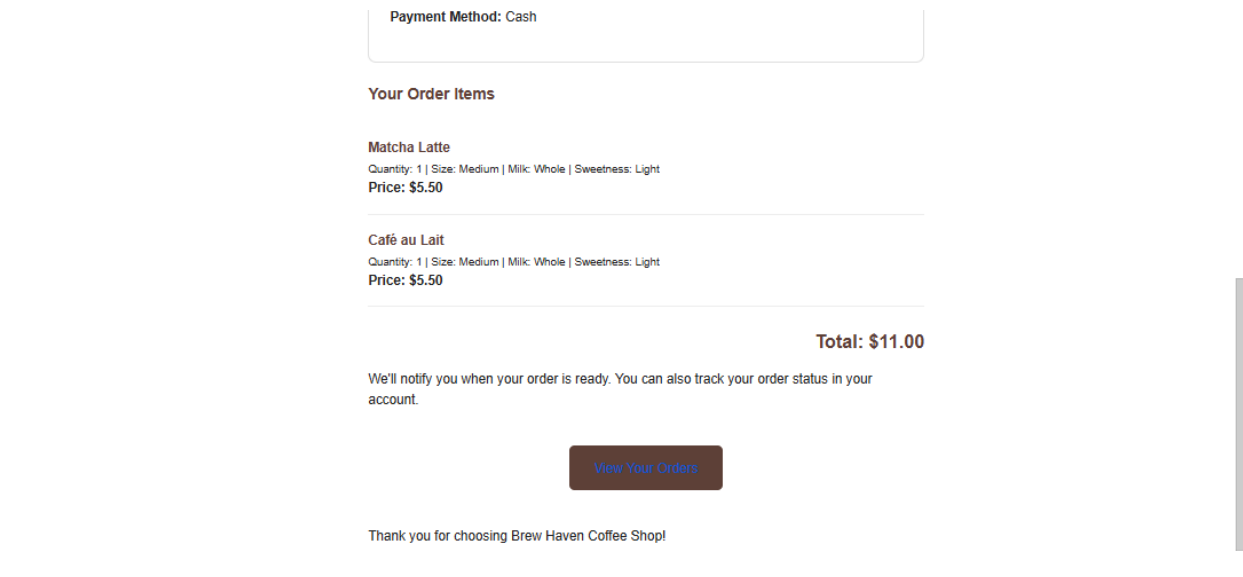 Payment Method: Cash
Your Order Items
Matcha Latte
Quantity: 1 | Size: Medium | Milk: Whole | Sweetness: Light
Price: $5.50
Café au Lait
Quantity: 1 | Size: Medium | Milk: Whole | Sweetness: Light
Price: $5.50
Total: $11.00
We'll notify you when your order is ready. You can also track your order status in your
account.
View Your Orders
Thank you for choosing Brew Haven Coffee Shop!